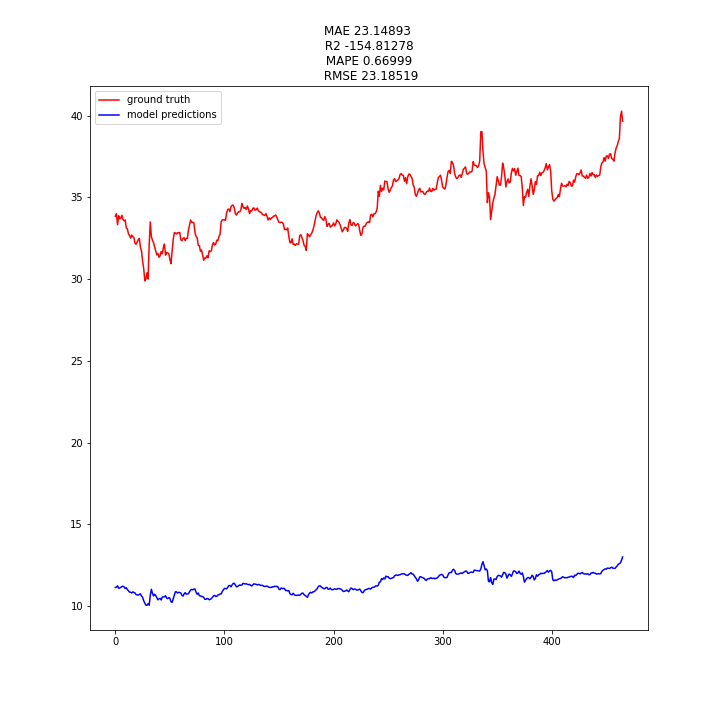 MAE 23.14893
R2 -154.81278
MAPE 0.66999
RMSE 23.18519
ground truth
model predictions
40
35
30
25
20
15
10
0 100 200 300 400